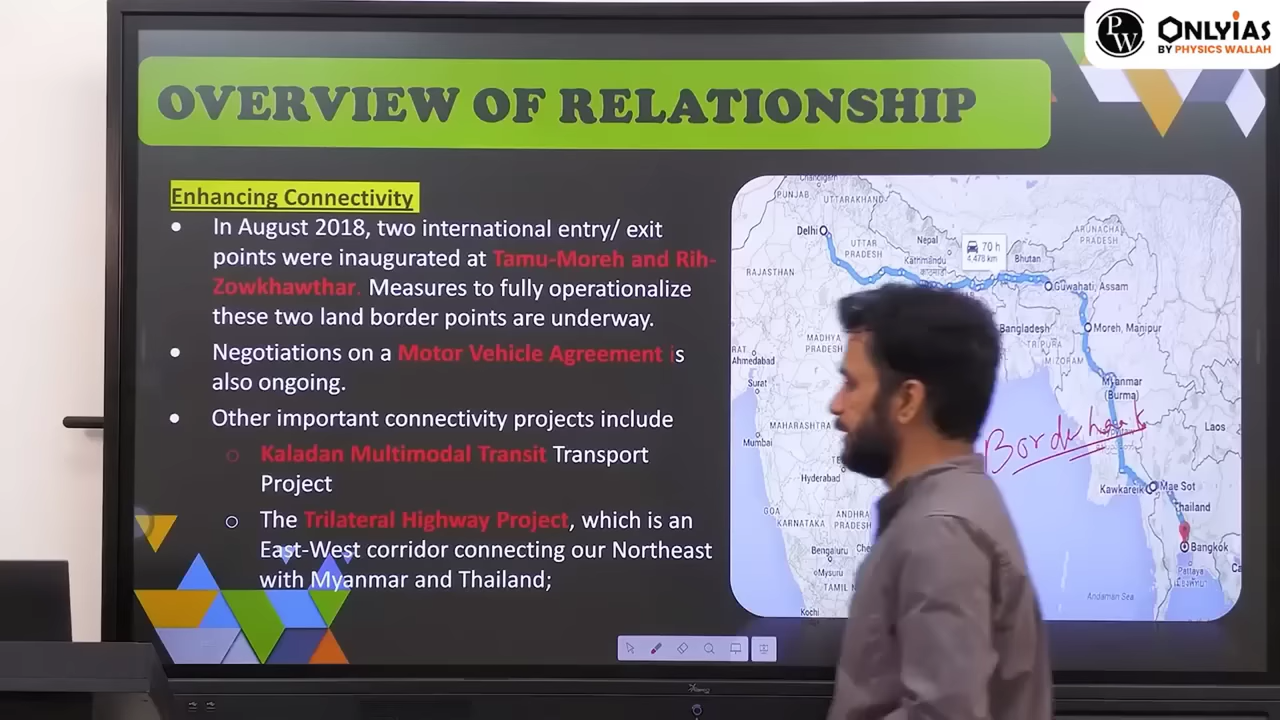 PW ONLYIAS
BY PHYSICS WALLAH
OVERVIEW OF RELATIONSHIP
Enhancing Connectivity
In August 2018, two international entry/ exit
points were inaugurated at Tamu-Moreh and Rih-
Zowkhawthar. Measures to fully operationalize
these two land border points are underway.
Negotiations on a Motor Vehicle Agreement is
also ongoing.
Other important connectivity projects include
Kaladan Multimodal Transit Transport
Project
The Trilateral Highway Project, which is an
East-West corridor connecting our Northeast
with Myanmar and Thailand;
PUNJAB
UTTARAKHAND
Delhi
UTTAR
PRADESH
Nepal
70 h
4,478 km
Bhutan
ARUNACHAL
PRADESH
RAJASTHAN
Guwahati, Assam
Moreh, Manipur
Bangladesh
TRIPURA
MIZORAM
MADHYA
PRADESH
Ahmedabad
Surat
Myanmar
(Burma)
Laos
MAHARASHTRA
Mumbai
Hyderabad
Kawkareik
Mae Sot
Thailand
GOA
KARNATAKA
ANDHRA
PRADESH
Bangkok
Bengaluru
Mysuru
Pattaya
Kochi
Andaman Sea